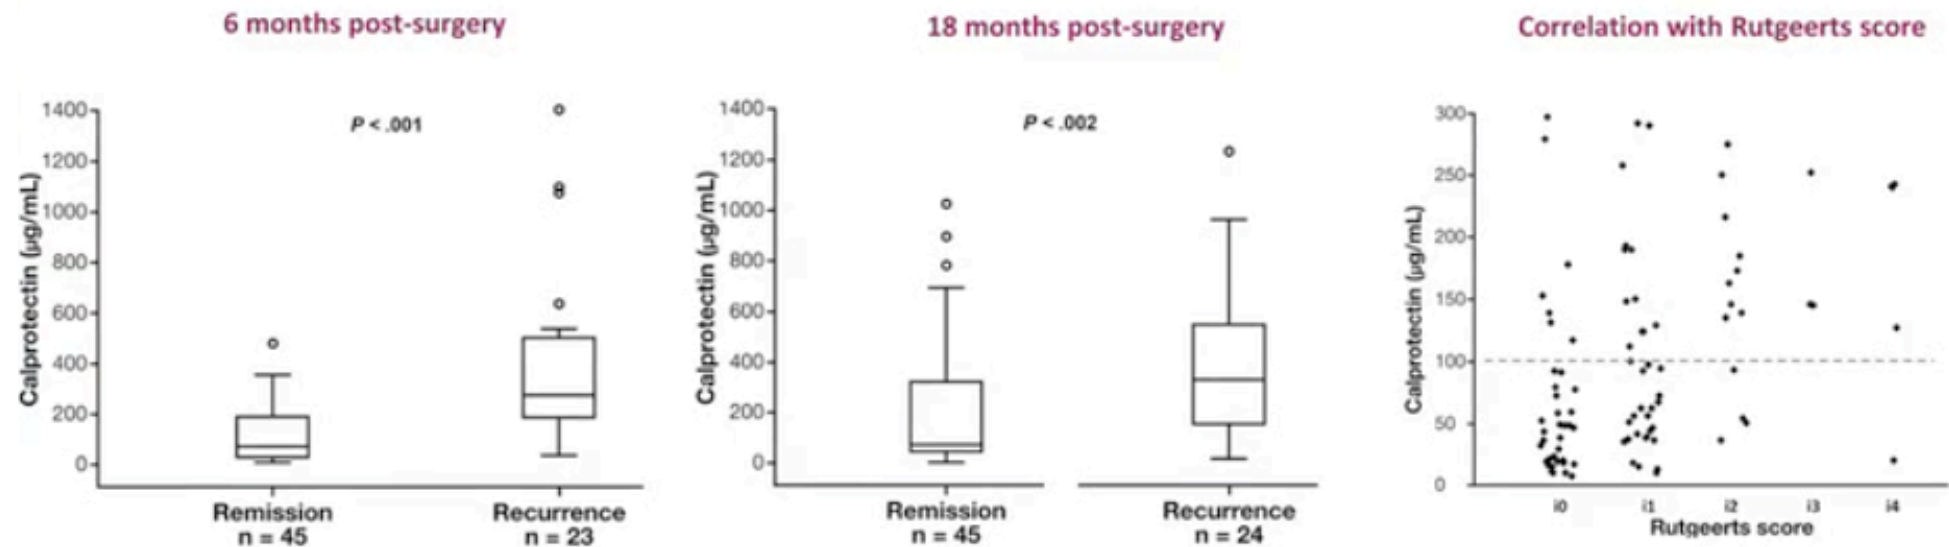 6 months post-surgery
Calprotectin (µg/mL)
1400
1200
1000
800
600
400
200
0
P < .001
Remission
n = 45
Recurrence
n = 23
18 months post-surgery
Calprotectin (µg/mL)
1400
1200
1000
800
600
400
200
0
P < .002
Remission
n = 45
Recurrence
n = 24
Correlation with Rutgeerts score
Calprotectin (µg/mL)
300
250
200
150
100
50
0
i0
i1
i2
i3
i4
Rutgeerts score